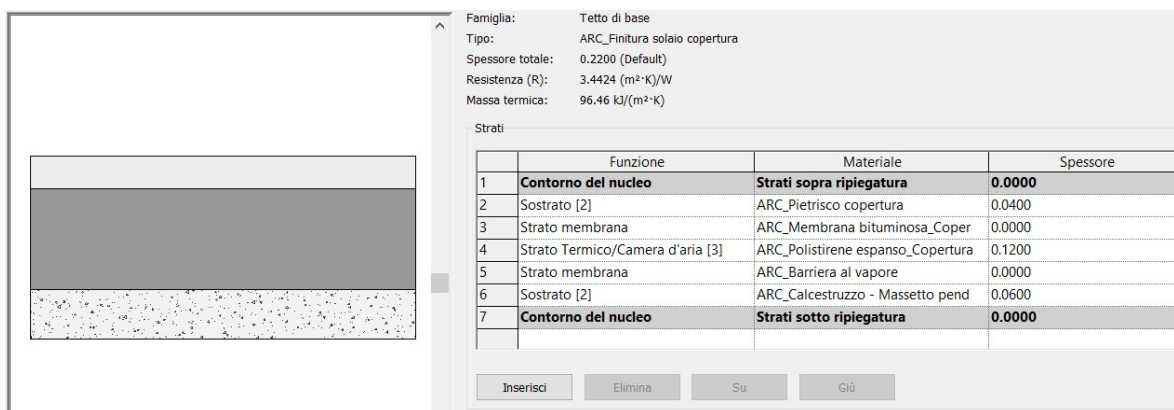 Famiglia: Tetto di base
Tipo: ARC_Finitura solaio copertura
Spessore totale: 0.2200 (Default)
Resistenza (R): 3.4424 (m²·K)/W
Massa termica: 96.46 kJ/(m²·K)
Strati
Funzione Materiale Spessore
1 Contorno del nucleo Strati sopra ripiegatura 0.0000
2 Sostrato [2] ARC_Pietrisco copertura 0.0400
3 Strato membrana ARC_Membrana bituminosa_Coper 0.0000
4 Strato Termico/Camera d'aria [3] ARC_Polistirene espanso_Copertura 0.1200
5 Strato membrana ARC_Barriera al vapore 0.0000
6 Sostrato [2] ARC_Calcestruzzo - Massetto pend 0.0600
7 Contorno del nucleo Strati sotto ripiegatura 0.0000
Inserisci Elimina Su Giù